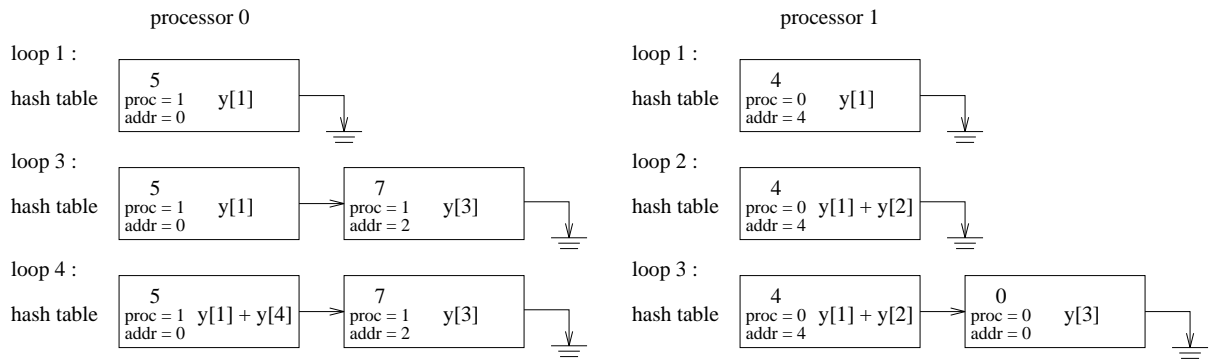 processor 0
loop 1 :
hash table
5
proc = 1
addr = 0
y[1]
loop 3 :
hash table
5
proc = 1
addr = 0
y[1]
7
proc = 1
addr = 2
y[3]
loop 4 :
hash table
5
proc = 1
addr = 0
y[1] + y[4]
7
proc = 1
addr = 2
y[3]
processor 1
loop 1 :
hash table
4
proc = 0
addr = 4
y[1]
loop 2 :
hash table
4
proc = 0
addr = 4
y[1] + y[2]
loop 3 :
hash table
4
proc = 0
addr = 4
y[1] + y[2]
0
proc = 0
addr = 0
y[3]